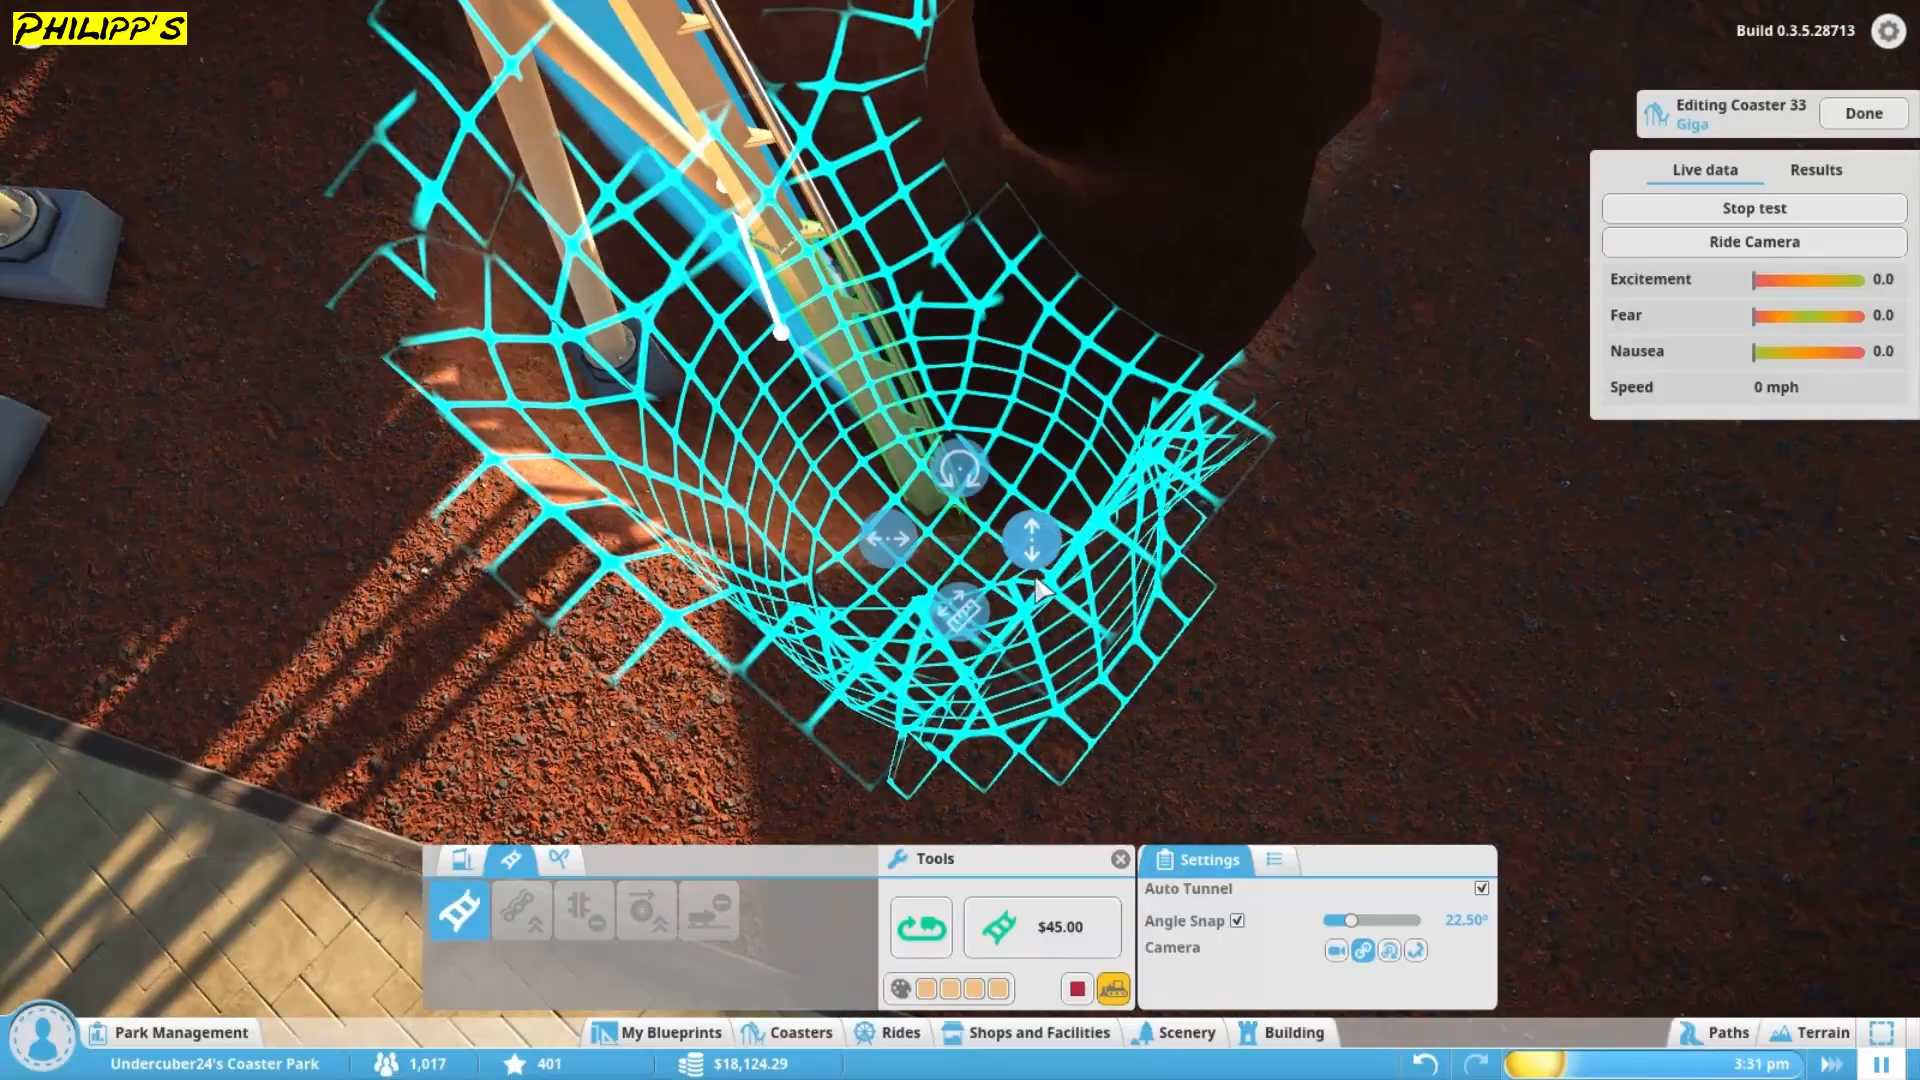 PHILIPP'S
Build 0.3.5.28713
Editing Coaster 33
Giga
Done
Live data Results
Stop test
Ride Camera
Excitement 0.0
Fear 0.0
Nausea 0.0
Speed 0 mph
Tools
$45.00
Settings
Auto Tunnel
Angle Snap 22.50°
Camera
Park Management
My Blueprints
Coasters
Rides
Shops and Facilities
Scenery
Building
Paths
Terrain
Undercuber24's Coaster Park
1,017
401
$18,124.29
3:31 pm